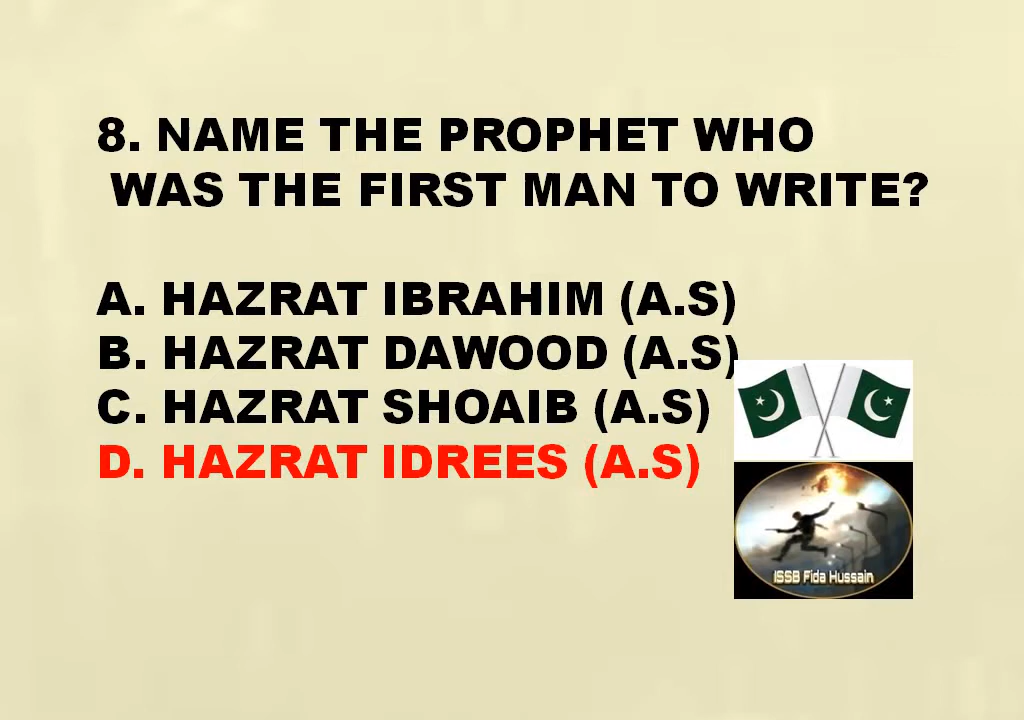 8. NAME THE PROPHET WHO
WAS THE FIRST MAN TO WRITE?
A. HAZRAT IBRAHIM (A.S)
B. HAZRAT DAWOOD (A.S)
C. HAZRAT SHOAIB (A.S)
D. HAZRAT IDREES (A.S)
ISSB Fida Hussain